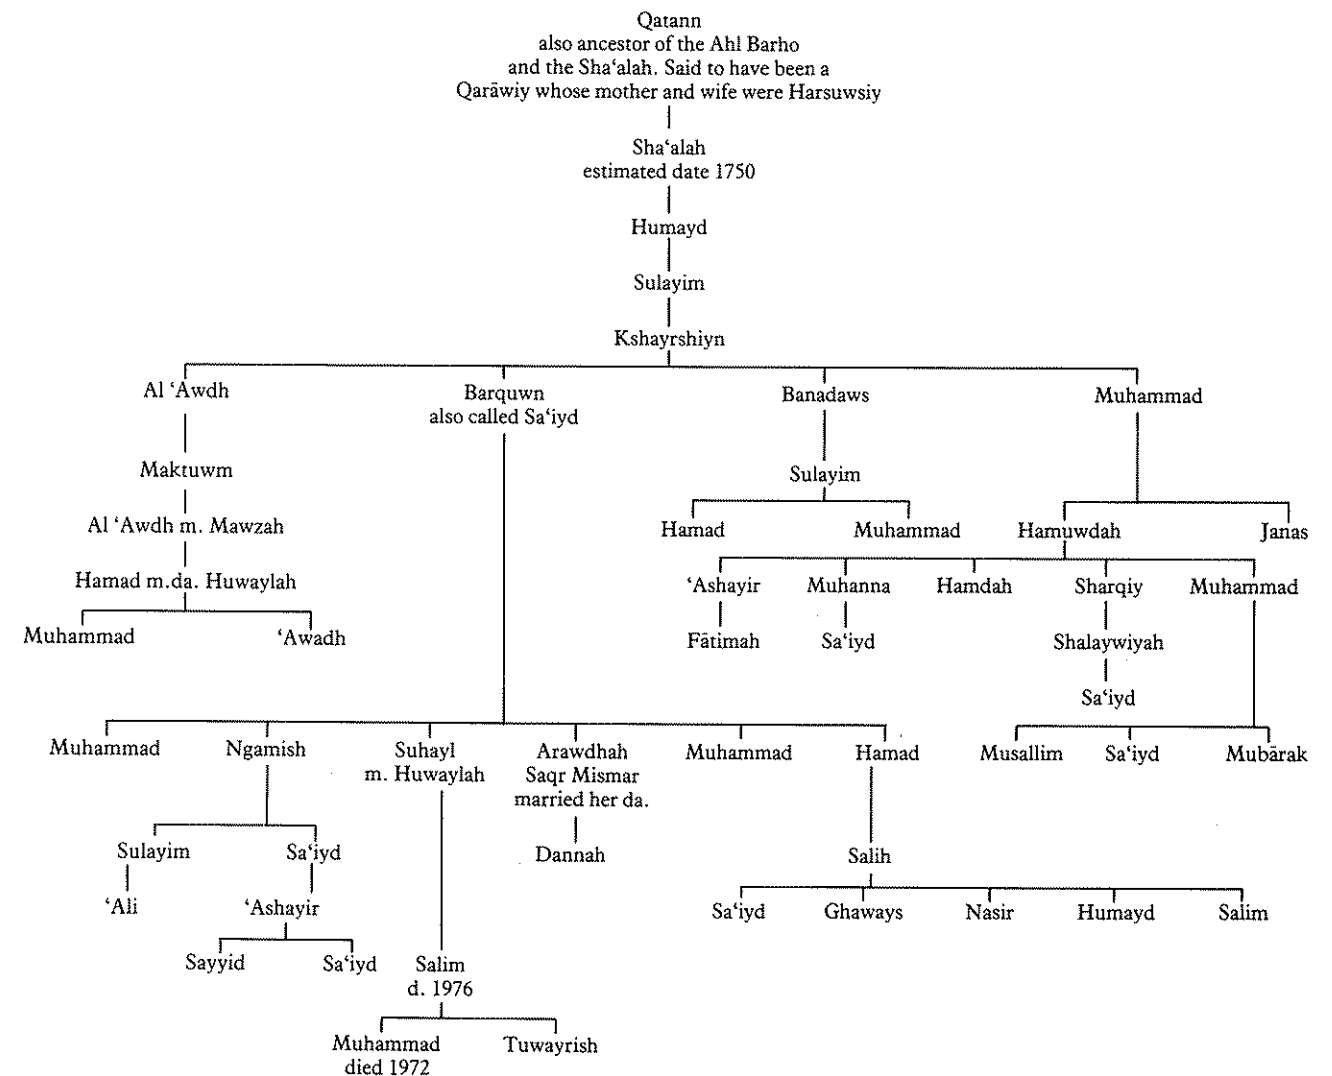 Qatann
also ancestor of the Ahl Barho
and the Sha‘alah. Said to have been a
Qarāwiy whose mother and wife were Harsuwsiy
Sha‘alah
estimated date 1750
Humayd
Sulayim
Kshayrshiyn
Al ‘Awdh
Barquwn
also called Sa‘iyd
Banadaws
Muhammad
Maktuwm
Sulayim
Al ‘Awdh m. Mawzah
Hamad
Muhammad
Hamuwdah
Janas
Hamad m.da. Huwaylah
‘Ashayir
Muhanna
Hamdah
Sharqiy
Muhammad
Muhammad
‘Awadh
Fātimah
Sa‘iyd
Shalaywiyah
Sa‘iyd
Muhammad
Ngamish
Suhayl
m. Huwaylah
Arawdhah
Saqr Mismar
married her da.
Muhammad
Hamad
Musallim
Sa‘iyd
Mubārak
Sulayim
Sa‘iyd
Dannah
Salih
‘Ali
‘Ashayir
Sa‘iyd
Ghaways
Nasir
Humayd
Salim
Sayyid
Sa‘iyd
Salim
d. 1976
Muhammad
died 1972
Tuwayrish